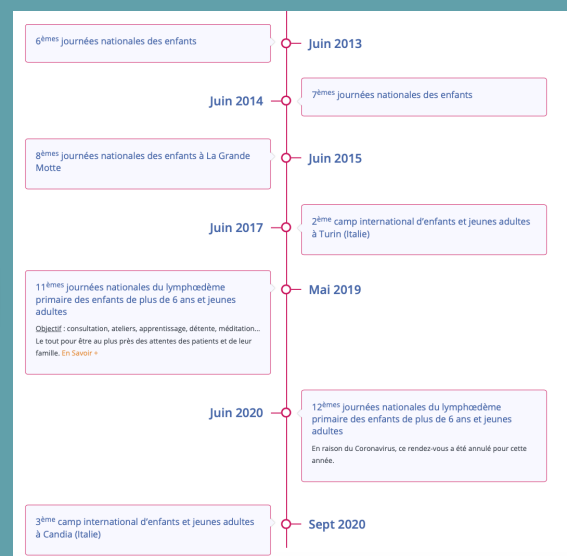 6èmes journées nationales des enfants
Juin 2013
Juin 2014
7èmes journées nationales des enfants
8èmes journées nationales des enfants à La Grande
Motte
Juin 2015
Juin 2017
2ème camp international d'enfants et jeunes adultes
à Turin (Italie)
11èmes journées nationales du lymphœdème
primaire des enfants de plus de 6 ans et jeunes
adultes
Objectif : consultation, ateliers, apprentissage, détente, méditation...
Le tout pour être au plus près des attentes des patients et de leur
famille. En Savoir +
Mai 2019
Juin 2020
12èmes journées nationales du lymphœdème
primaire des enfants de plus de 6 ans et jeunes
adultes
En raison du Coronavirus, ce rendez-vous a été annulé pour cette
année.
3ème camp international d'enfants et jeunes adultes
à Candia (Italie)
Sept 2020